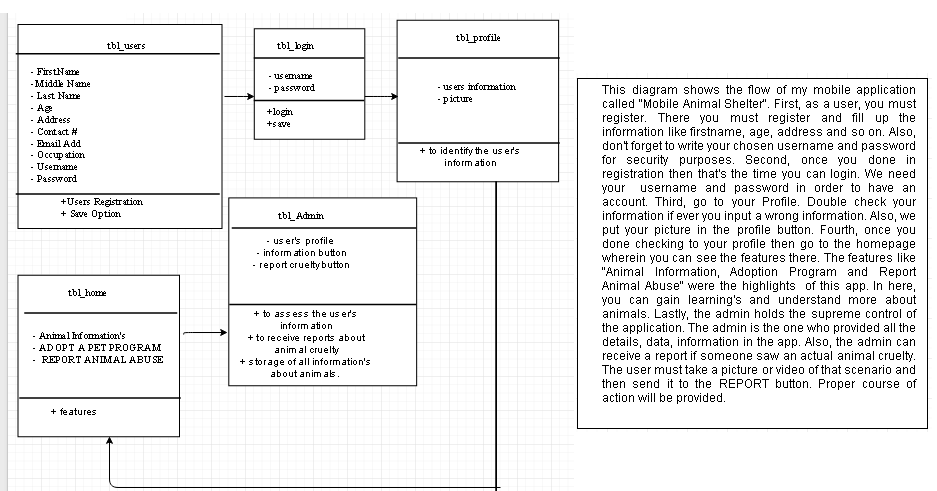 tbl_users
- FirstName
- Middle Name
- Last Name
- Age
- Address
- Contact #
- Email Add
- Occupation
- Username
- Password
+Users Registration
+ Save Option
tbl_login
- username
- password
+login
+save
tbl_profile
- users information
- picture
+ to identify the user's
information
tbl_home
- Animal Information's
- ADOPT A PET PROGRAM
- REPORT ANIMAL ABUSE
+ features
tbl_Admin
- user's profile
- information button
- report cruelty button
+ to assess the user's
information
+ to receive reports about
animal cruelty
+ storage of all information's
about animals.
This diagram shows the flow of my mobile application
called "Mobile Animal Shelter". First, as a user, you must
register. There you must register and fill up the
information like firstname, age, address and so on. Also,
don't forget to write your chosen username and password
for security purposes. Second, once you done in
registration then that's the time you can login. We need
your username and password in order to have an
account. Third, go to your Profile. Double check your
information if ever you input a wrong information. Also, we
put your picture in the profile button. Fourth, once you
done checking to your profile then go to the homepage
wherein you can see the features there. The features like
"Animal Information, Adoption Program and Report
Animal Abuse" were the highlights of this app. In here,
you can gain learning's and understand more about
animals. Lastly, the admin holds the supreme control of
the application. The admin is the one who provided all the
details, data, information in the app. Also, the admin can
receive a report if someone saw an actual animal cruelty.
The user must take a picture or video of that scenario and
then send it to the REPORT button. Proper course of
action will be provided.